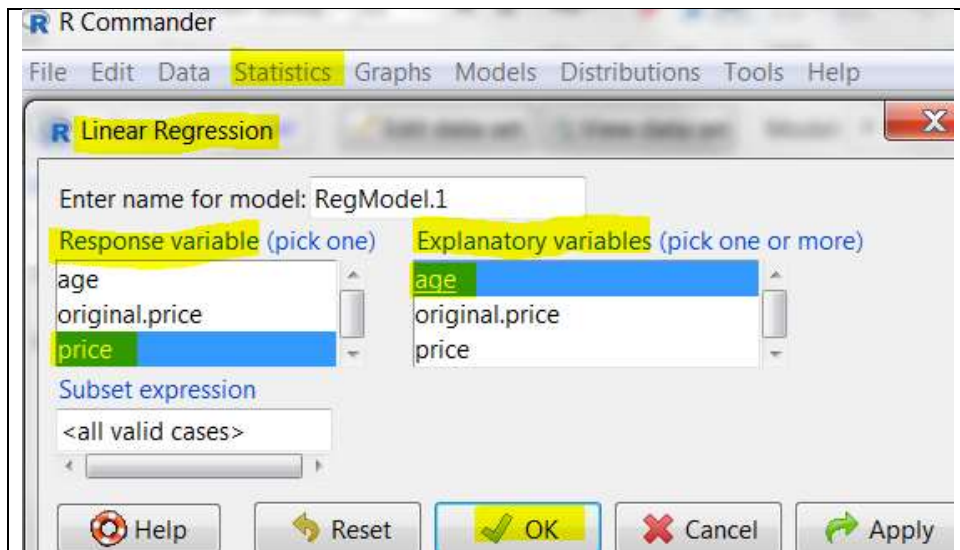 R R Commander
File Edit Data Statistics Graphs Models Distributions Tools Help
R Linear Regression
X
Enter name for model: RegModel.1
Response variable (pick one) Explanatory variables (pick one or more)
age age
original.price original.price
price price
Subset expression
<all valid cases>
Help Reset OK Cancel Apply